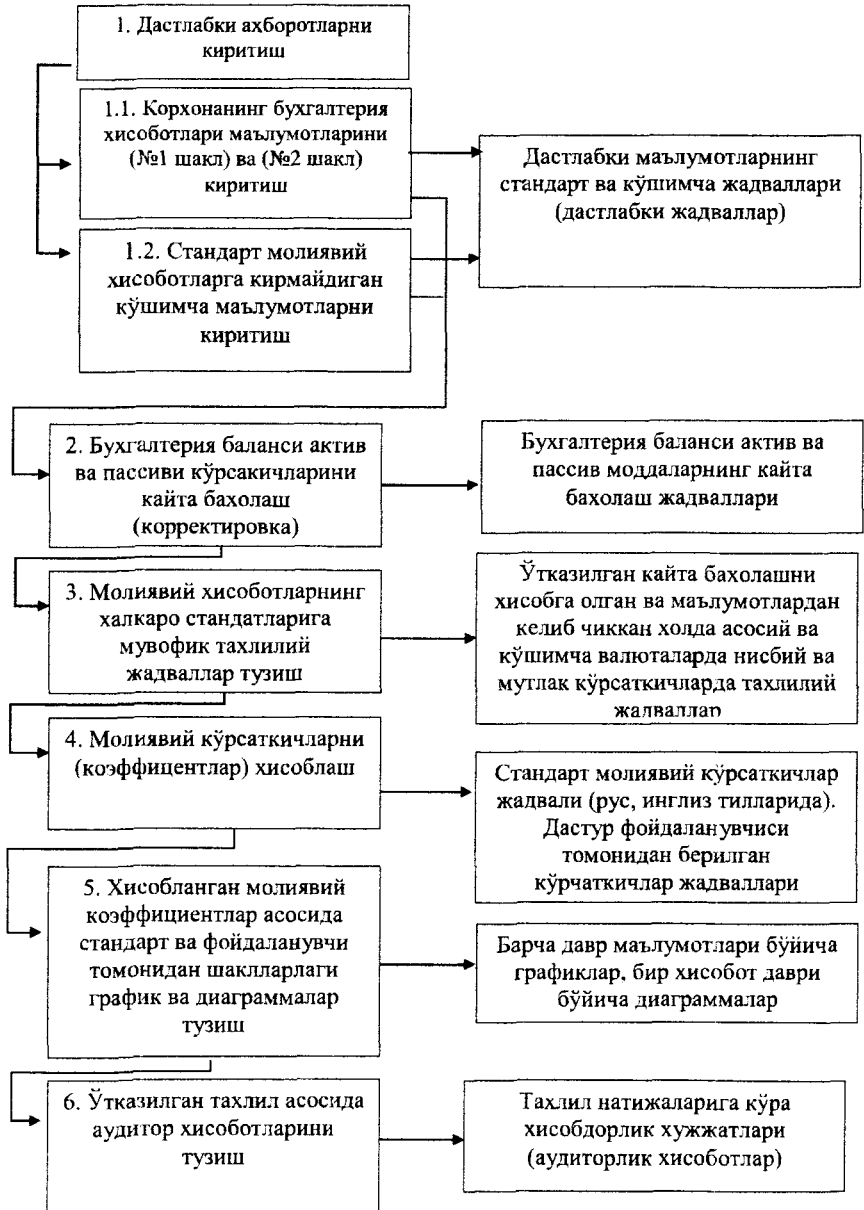 1. Дастлабки ахборотларни
киритиш
1.1. Корхонанинг бухгалтерия
хисоботлари маълумотларини
(№1 шакл) ва (№2 шакл)
киритиш
Дастлабки маълумотларнинг
стандарт ва кўшимча жадваллари
(дастлабки жадваллар)
1.2. Стандарт молиявий
хисоботларга кирмайдиган
кўшимча маълумотларни
киритиш
2. Бухгалтерия баланси актив
ва пассиви кўрсакичларини
кайта бахолаш
(корректировка)
Бухгалтерия баланси актив ва
пассив моддаларнинг кайта
бахолаш жадваллари
3. Молиявий хисоботларнинг
халкаро стандатларига
мувофик тахлилий
жадваллар тузиш
Ўтказилган кайта бахолашни
хисобга олган ва маълумотлардан
келиб чиккан холда асосий ва
кўшимча валюталарда нисбий ва
мутлак кўрсаткичларда тахлилий
жалваллар
4. Молиявий кўрсаткичларни
(коэффицентлар) хисоблаш
Стандарт молиявий кўрсаткичлар
жадвали (рус, инглиз тилларида).
Дастур фойдаланувчиси
томонидан берилган
кўрчаткичлар жадваллари
5. Хисобланган молиявий
коэффициентлар асосида
стандарт ва фойдаланувчи
томонидан шаклларлаги
график ва диаграммалар
тузиш
Барча давр маълумотлари бўйича
графиклар, бир хисобот даври
бўйича диаграммалар
6. Ўтказилган тахлил асосида
аудитор хисоботларини
тузиш
Тахлил натижаларига кўра
хисобдорлик хужжатлари
(аудиторлик хисоботлар)